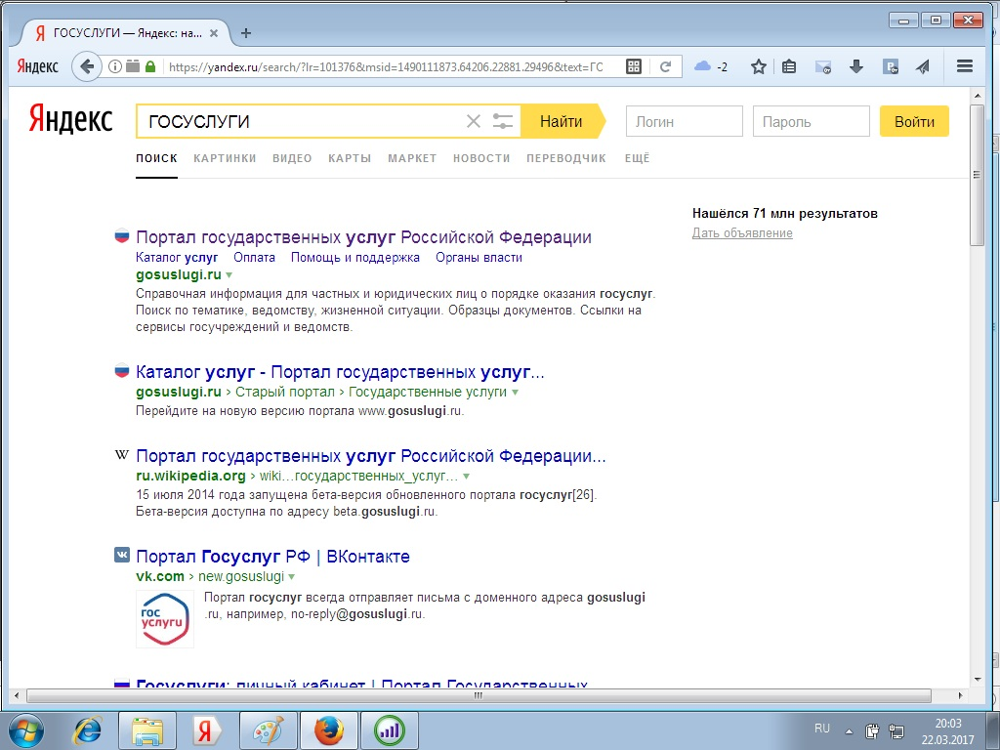 ГОСУСЛУГИ — Яндекс: на...
Яндекс
https://yandex.ru/search/?lr=101376&msid=1490111873.64206.22881.29496&text=ГО
-2
Яндекс
ГОСУСЛУГИ
Найти
Логин
Пароль
Войти
ПОИСК КАРТИНКИ ВИДЕО КАРТЫ МАРКЕТ НОВОСТИ ПЕРЕВОДЧИК ЕЩЁ
Нашёлся 71 млн результатов
Дать объявление
Портал государственных услуг Российской Федерации
Каталог услуг Оплата Помощь и поддержка Органы власти
gosuslugi.ru
Справочная информация для частных и юридических лиц о порядке оказания госуслуг.
Поиск по тематике, ведомству, жизненной ситуации. Образцы документов. Ссылки на
сервисы госучреждений и ведомств.
Каталог услуг - Портал государственных услуг...
gosuslugi.ru › Старый портал › Государственные услуги
Перейдите на новую версию портала www.gosuslugi.ru.
W
Портал государственных услуг Российской Федерации...
ru.wikipedia.org › wiki...государственных_услуг...
15 июля 2014 года запущена бета-версия обновленного портала госуслуг[26].
Бета-версия доступна по адресу beta.gosuslugi.ru.
Портал Госуслуг РФ | ВКонтакте
vk.com › new.gosuslugi
гос
услуги
Портал госуслуг всегда отправляет письма с доменного адреса gosuslugi
.ru, например, no-reply@gosuslugi.ru.
Госуслуги: личный кабинет | Портал Государственных
RU
20:03
22.03.2017